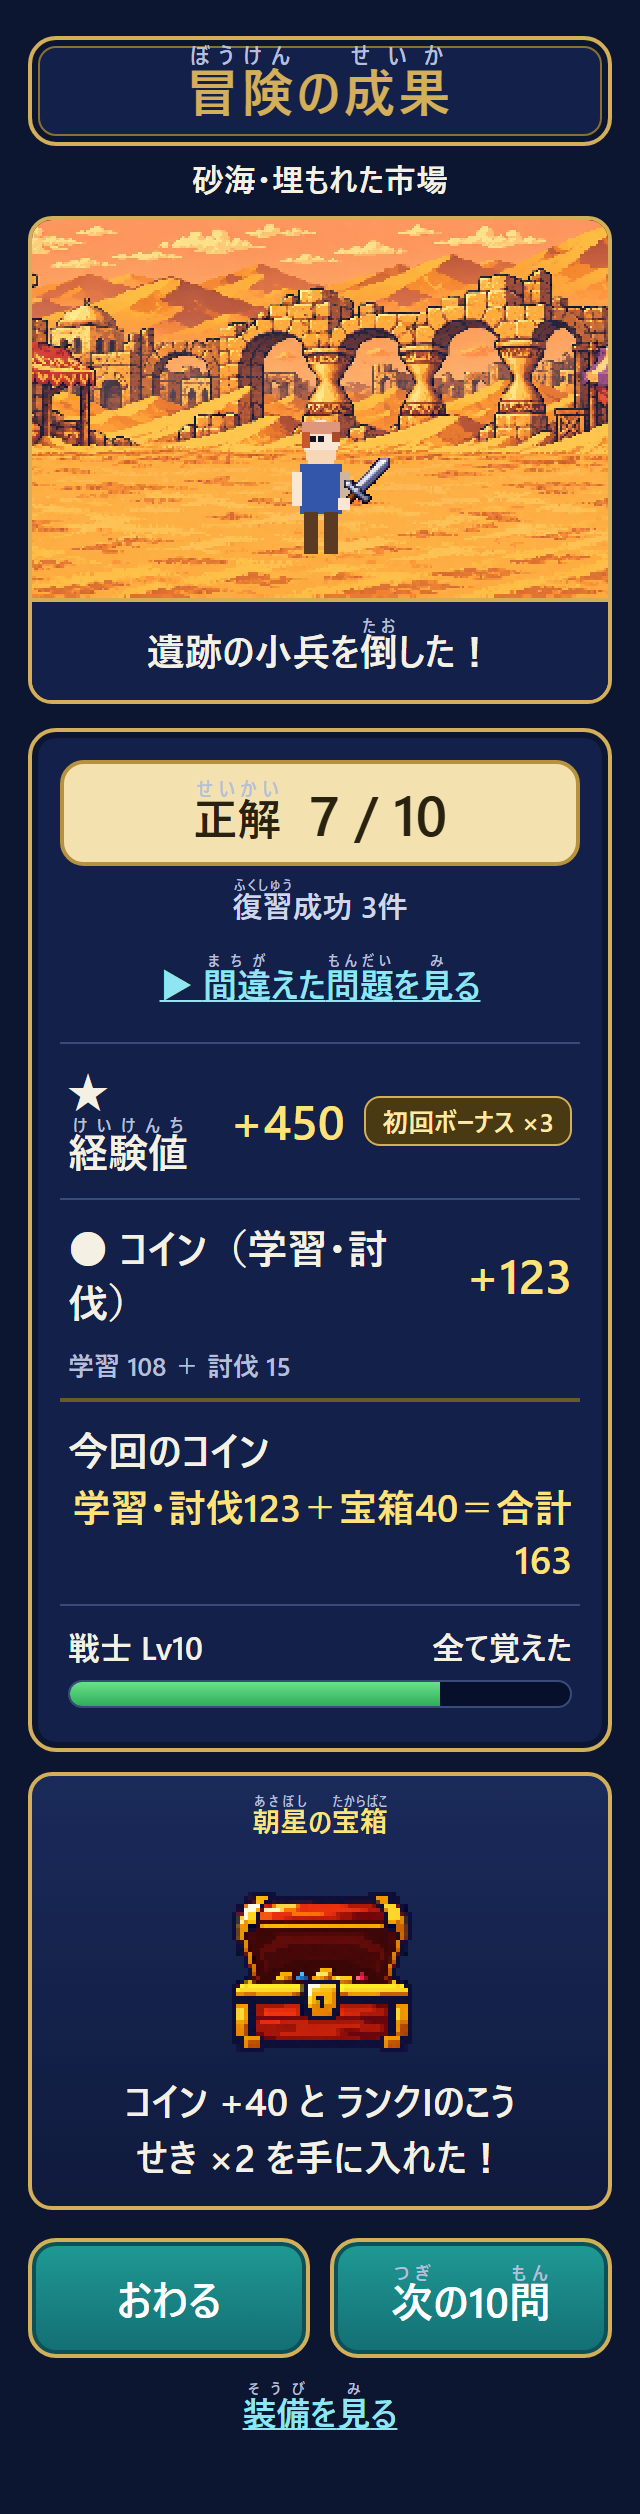 ぼうけん せいか
冒険の成果
砂海・埋もれた市場
たお
遺跡の小兵を倒した！
せいかい
正解 7 / 10
ふくしゅう
復習成功 3件
まちが もんだい み
▶ 間違えた問題を見る
★
けいけんち
経験値 +450 初回ボーナス ×3
● コイン（学習・討
伐） +123
学習 108 ＋ 討伐 15
今回のコイン
学習・討伐123＋宝箱40＝合計
163
戦士 Lv10 全て覚えた
あさぼし たからばこ
朝星の宝箱
コイン +40 と ランクIのこう
せき ×2 を手に入れた！
おわる
つぎ もん
次の10問
そうび み
装備を見る